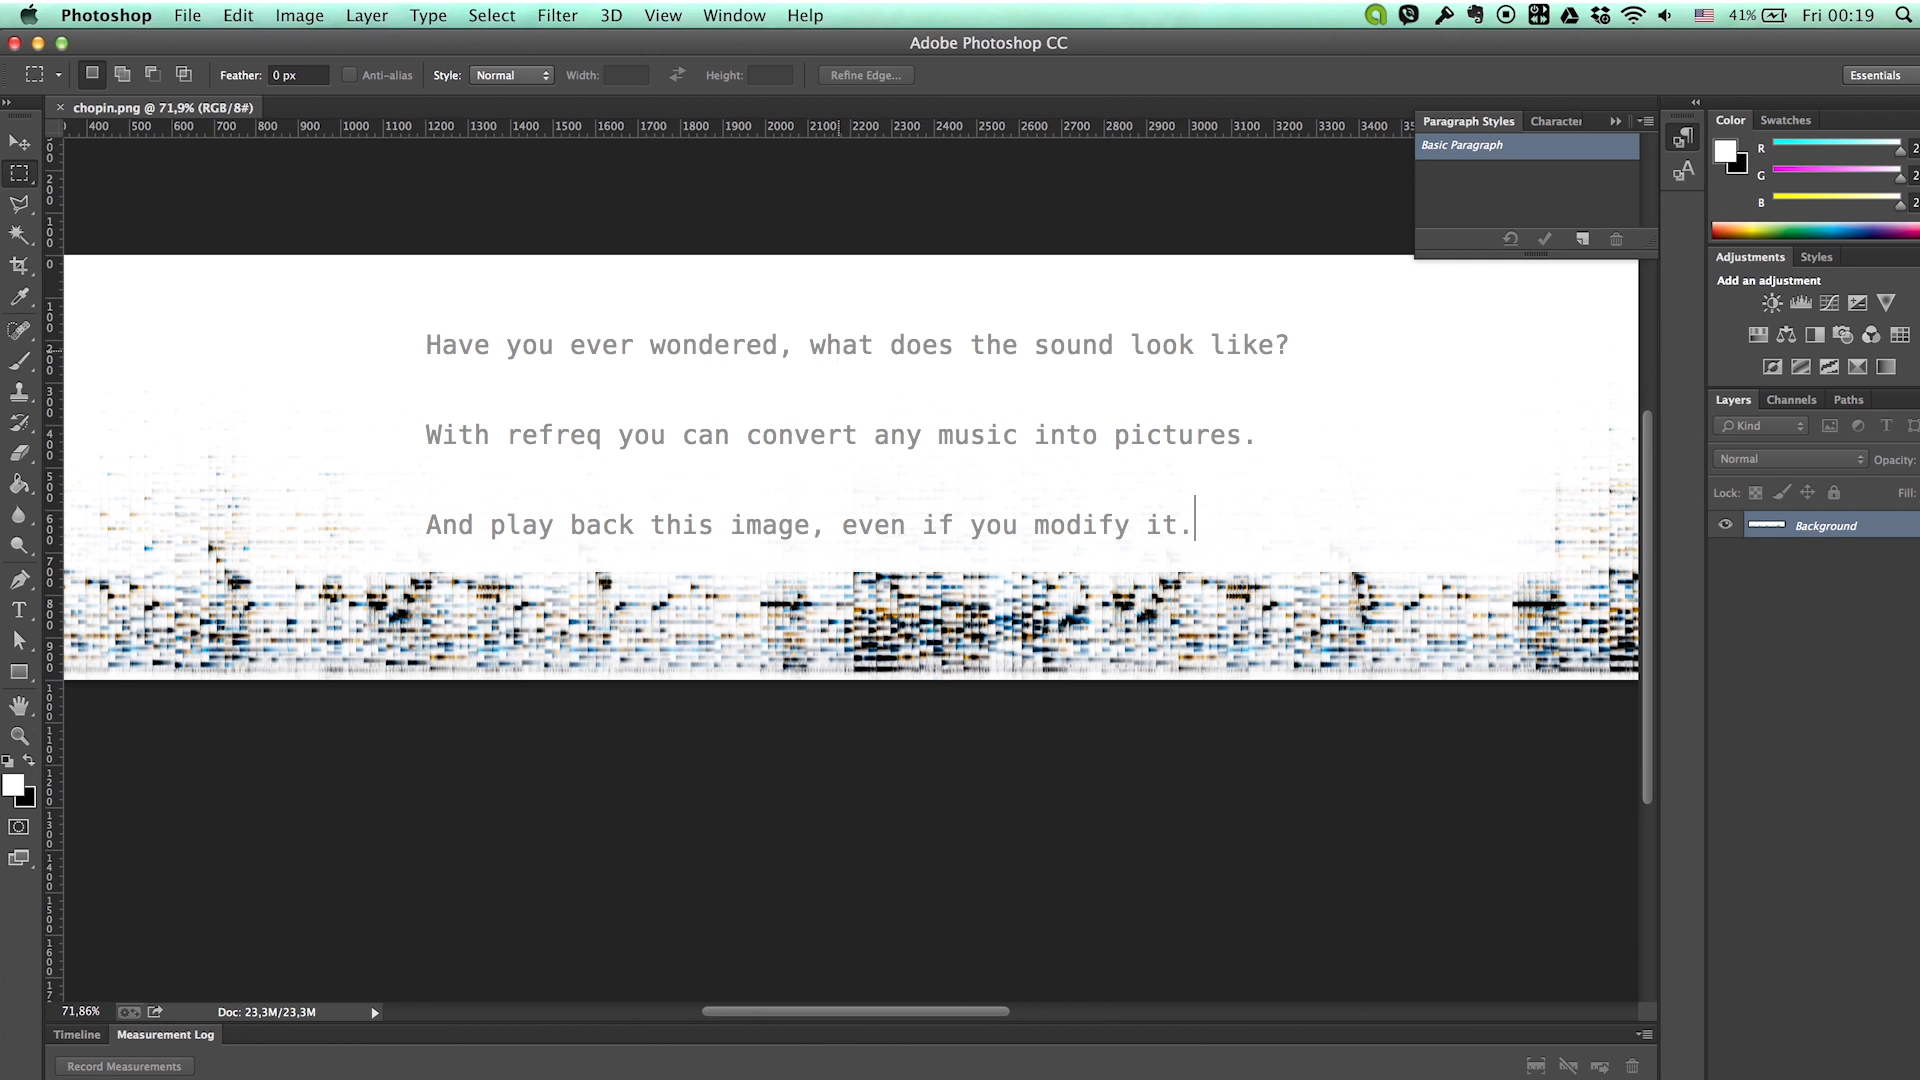 Photoshop File Edit Image Layer Type Select Filter 3D View Window Help 41% Fri 00:19
Adobe Photoshop CC
Feather: 0 px Anti-alias Style: Normal Width: Height: Refine Edge... Essentials
chopin.png @ 71,9% (RGB/8#)
400 500 600 700 800 900 1000 1100 1200 1300 1400 1500 1600 1700 1800 1900 2000 2100 2200 2300 2400 2500 2600 2700 2800 2900 3000 3100 3200 3300 3400
Paragraph Styles Character
Basic Paragraph
Color Swatches
R 2
G 2
B 2
Adjustments Styles
Add an adjustment
Have you ever wondered, what does the sound look like?
With refreq you can convert any music into pictures.
And play back this image, even if you modify it.
Layers Channels Paths
Kind
Normal Opacity:
Lock: Fill:
Background
71,86% Doc: 23,3M/23,3M
Timeline Measurement Log
Record Measurements